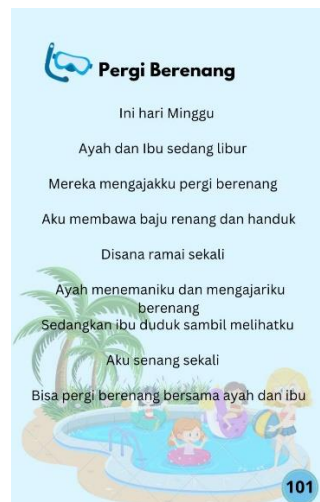 Pergi Berenang
Ini hari Minggu
Ayah dan Ibu sedang libur
Mereka mengajakku pergi berenang
Aku membawa baju renang dan handuk
Disana ramai sekali
Ayah menemaniku dan mengajariku
berenang
Sedangkan ibu duduk sambil melihatku
Aku senang sekali
Bisa pergi berenang bersama ayah dan ibu
101